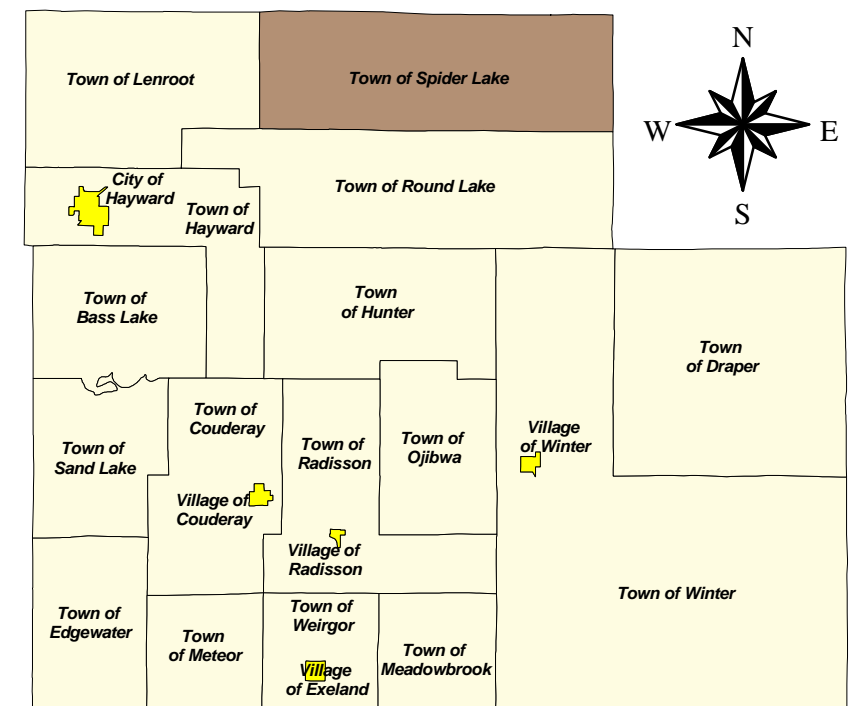 Town of Lenroot
Town of Spider Lake
N
W
E
S
City of
Hayward
Town of
Hayward
Town of Round Lake
Town of
Bass Lake
Town
of Hunter
Town
of Draper
Town of
Couderay
Town of
Sand Lake
Town of
Radisson
Town of
Ojibwa
Village
of Winter
Village of
Couderay
Village of
Radisson
Town of Winter
Town of
Edgewater
Town
of Meteor
Town of
Weirgor
Town of
Meadowbrook
Village
of Exeland